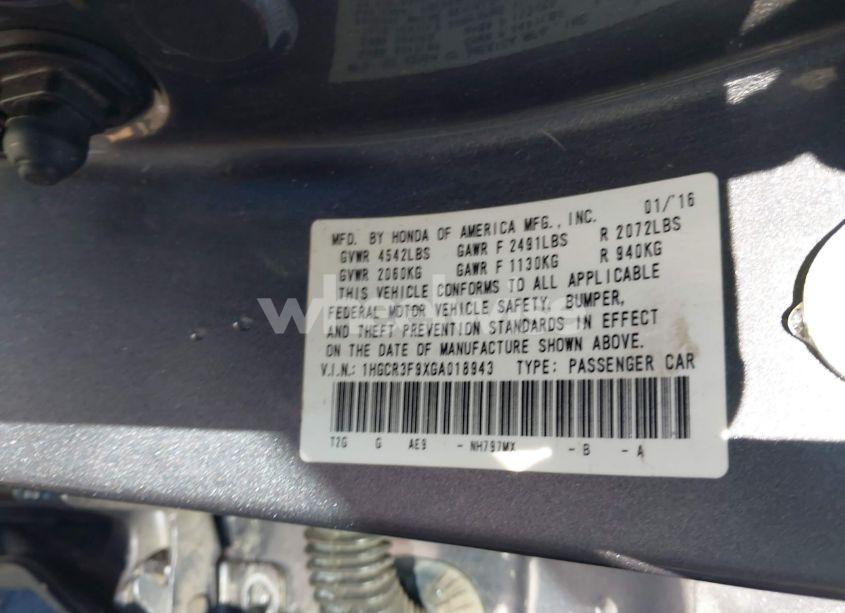 MFD. BY HONDA OF AMERICA MFG., INC. 01/'16
GVWR 4542LBS GAWR F 2491LBS R 2072LBS
GVWR 2060KG GAWR F 1130KG R 940KG
THIS VEHICLE CONFORMS TO ALL APPLICABLE
FEDERAL MOTOR VEHICLE SAFETY, BUMPER,
AND THEFT PREVENTION STANDARDS IN EFFECT
ON THE DATE OF MANUFACTURE SHOWN ABOVE.
V.I.N.: 1HGCR3F9XGA018943 TYPE: PASSENGER CAR
T2G G AE9 - NH797MX - B - A